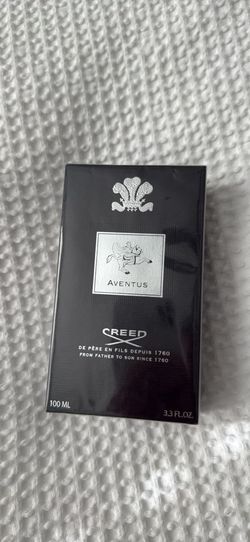 AVENTUS
CREED
DE PÈRE EN FILS DEPUIS 1760
FROM FATHER TO SON SINCE 1760
100 ML
3.3 FL.OZ.